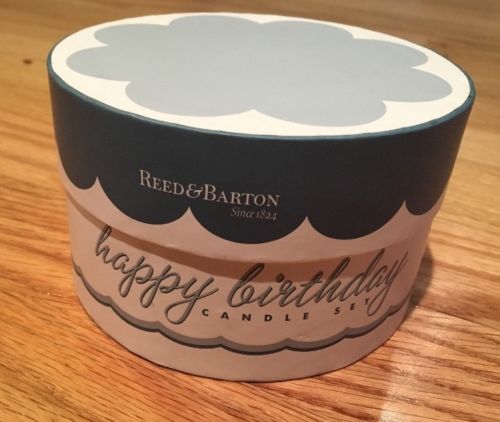 REED&BARTON
Since 1824
happy birthday
CANDLE SET